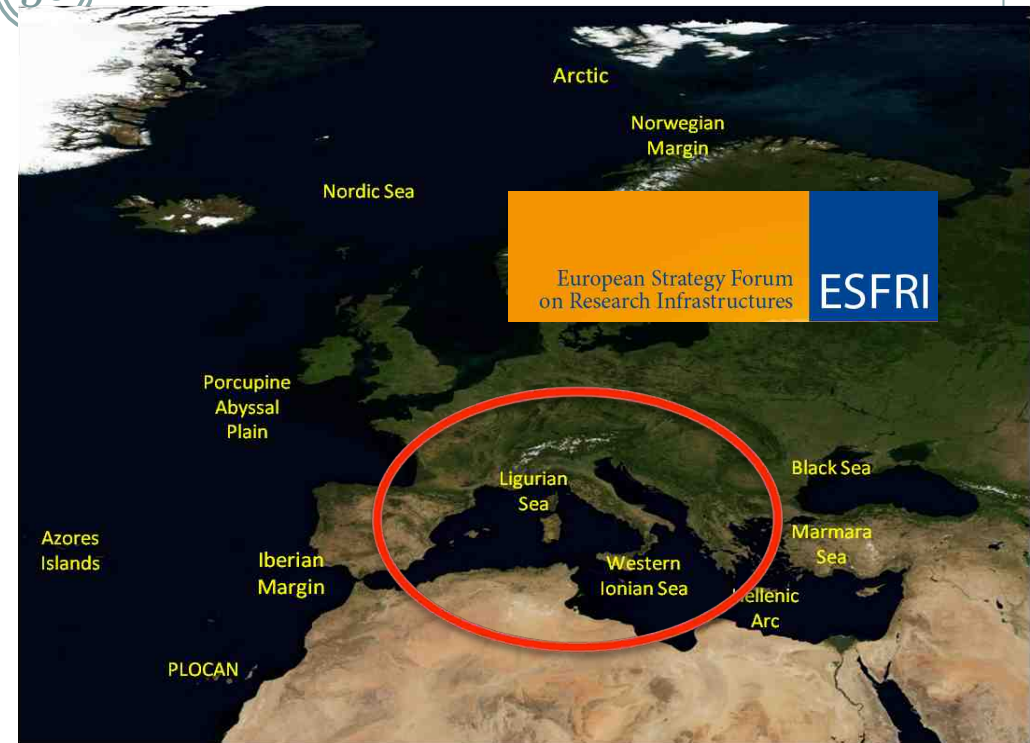 Arctic
Norwegian
Margin
Nordic Sea
European Strategy Forum
on Research Infrastructures
ESFRI
Porcupine
Abyssal
Plain
Ligurian
Sea
Black Sea
Azores
Islands
Iberian
Margin
Western
Ionian Sea
Marmara
Sea
Hellenic
Arc
PLOCAN